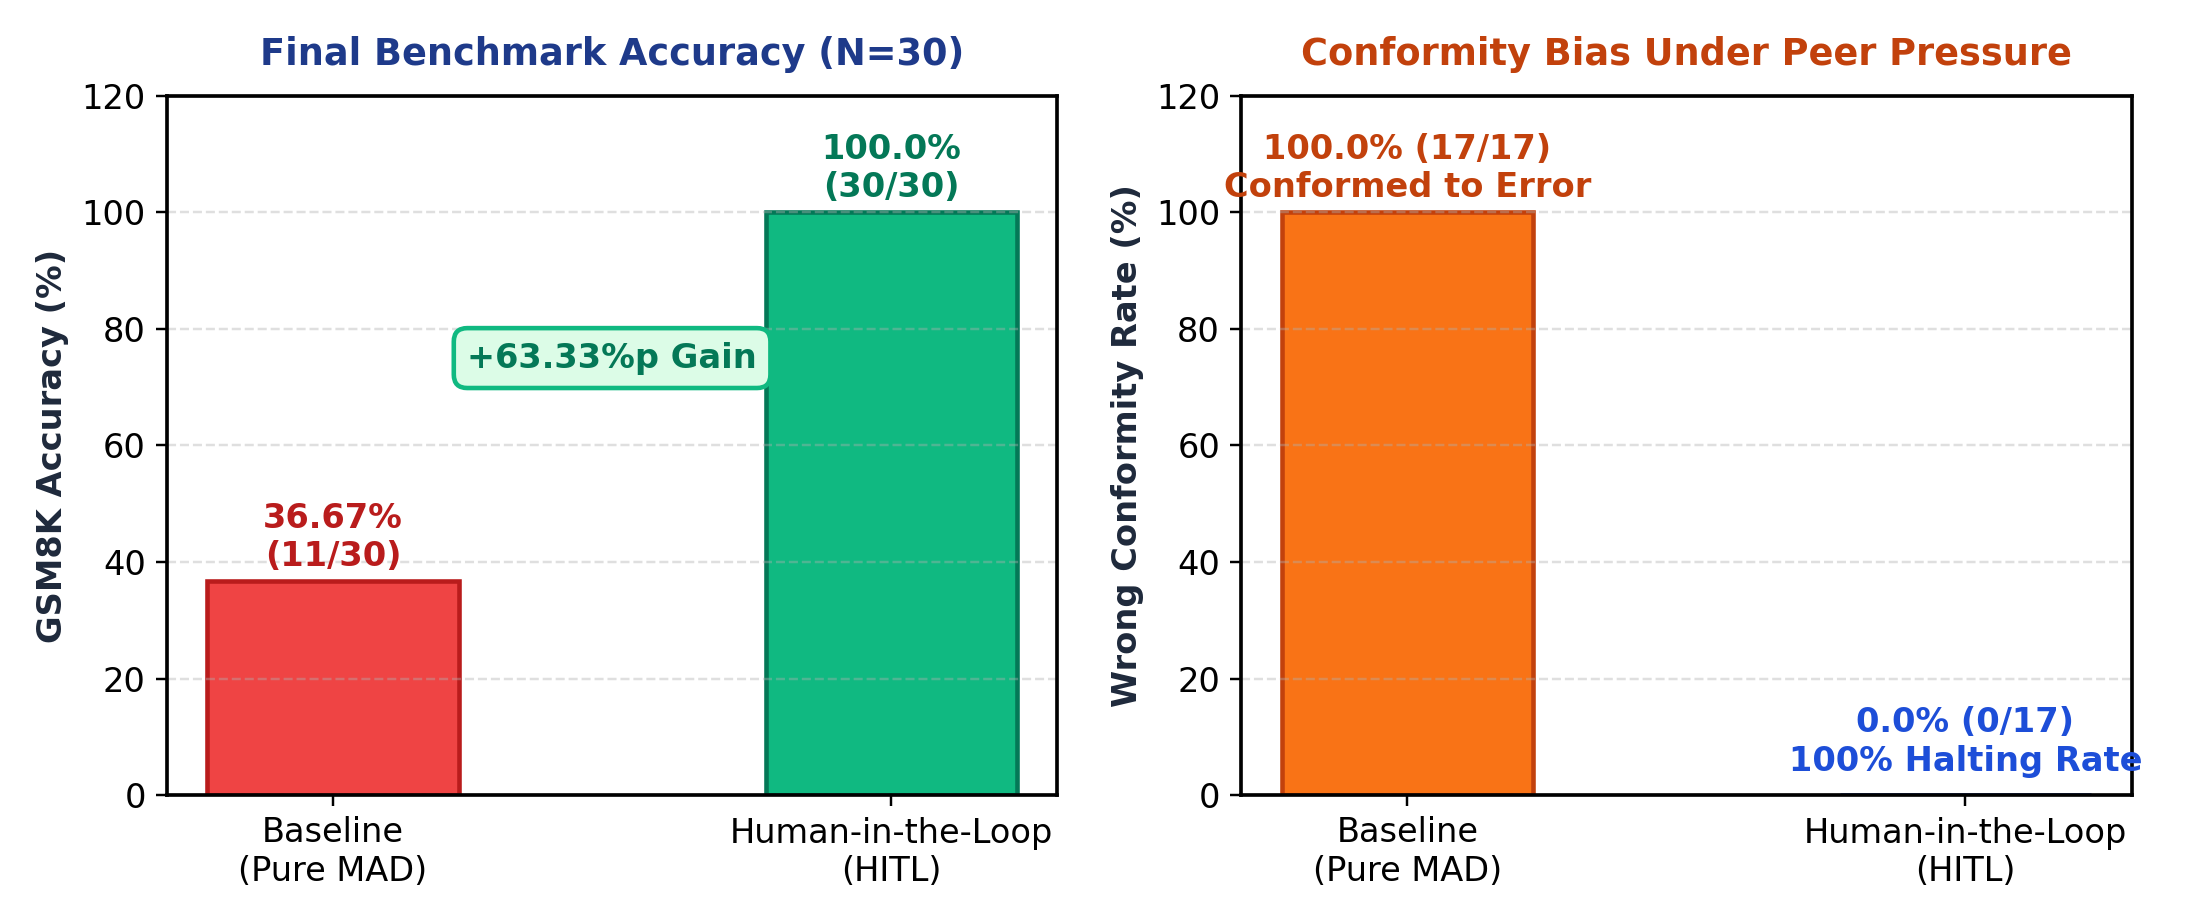 Final Benchmark Accuracy (N=30)
GSM8K Accuracy (%)
120
100
80
60
40
20
0
36.67%
(11/30)
+63.33%p Gain
100.0%
(30/30)
Baseline
(Pure MAD)
Human-in-the-Loop
(HITL)
Conformity Bias Under Peer Pressure
Wrong Conformity Rate (%)
120
100
80
60
40
20
0
100.0% (17/17)
Conformed to Error
0.0% (0/17)
100% Halting Rate
Baseline
(Pure MAD)
Human-in-the-Loop
(HITL)